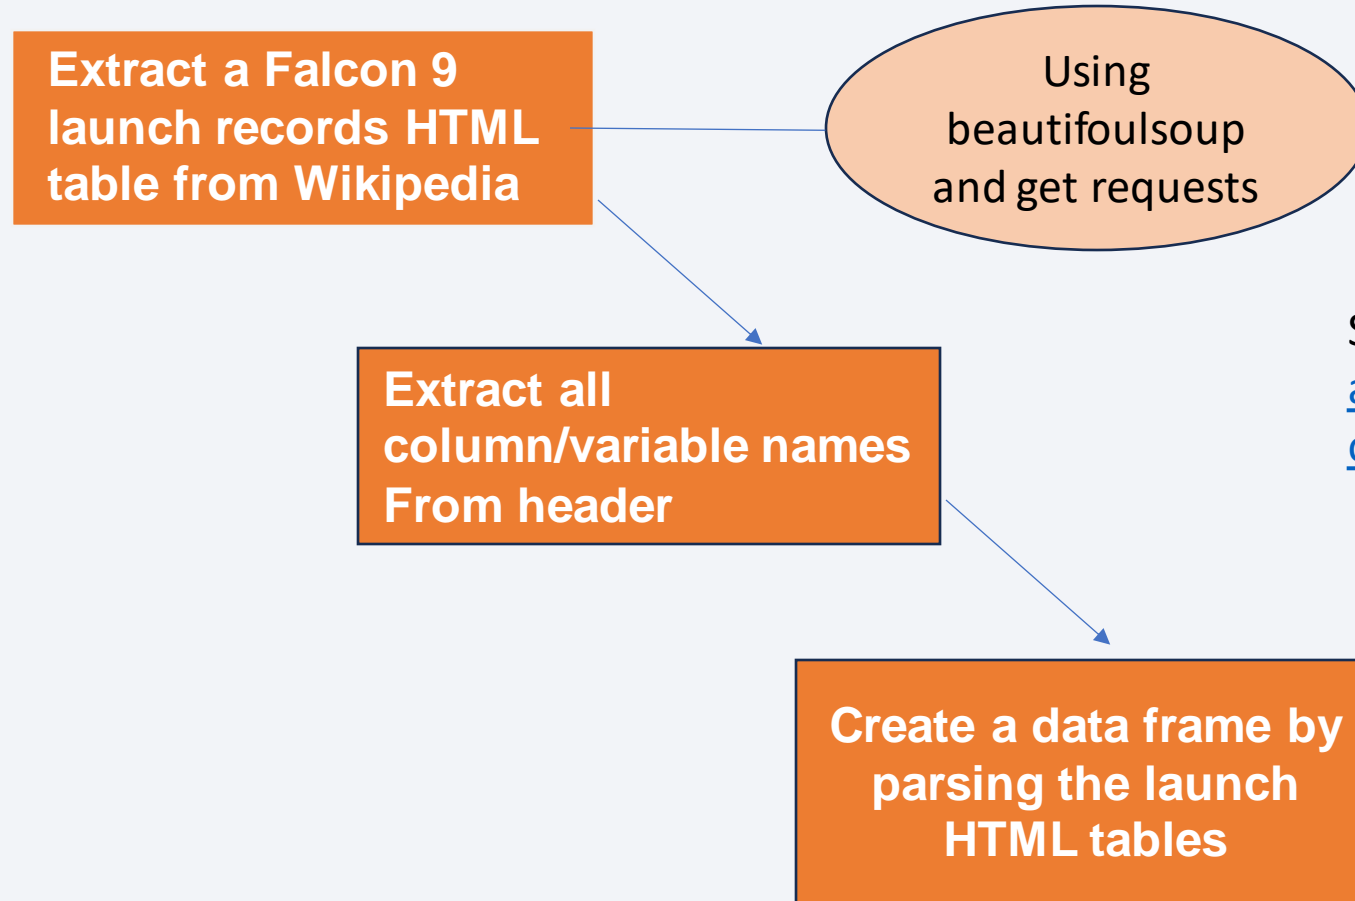 Extract a Falcon 9
launch records HTML
table from Wikipedia
Using
beautifoulsoup
and get requests
Extract all
column/variable names
From header
Create a data frame by
parsing the launch
HTML tables